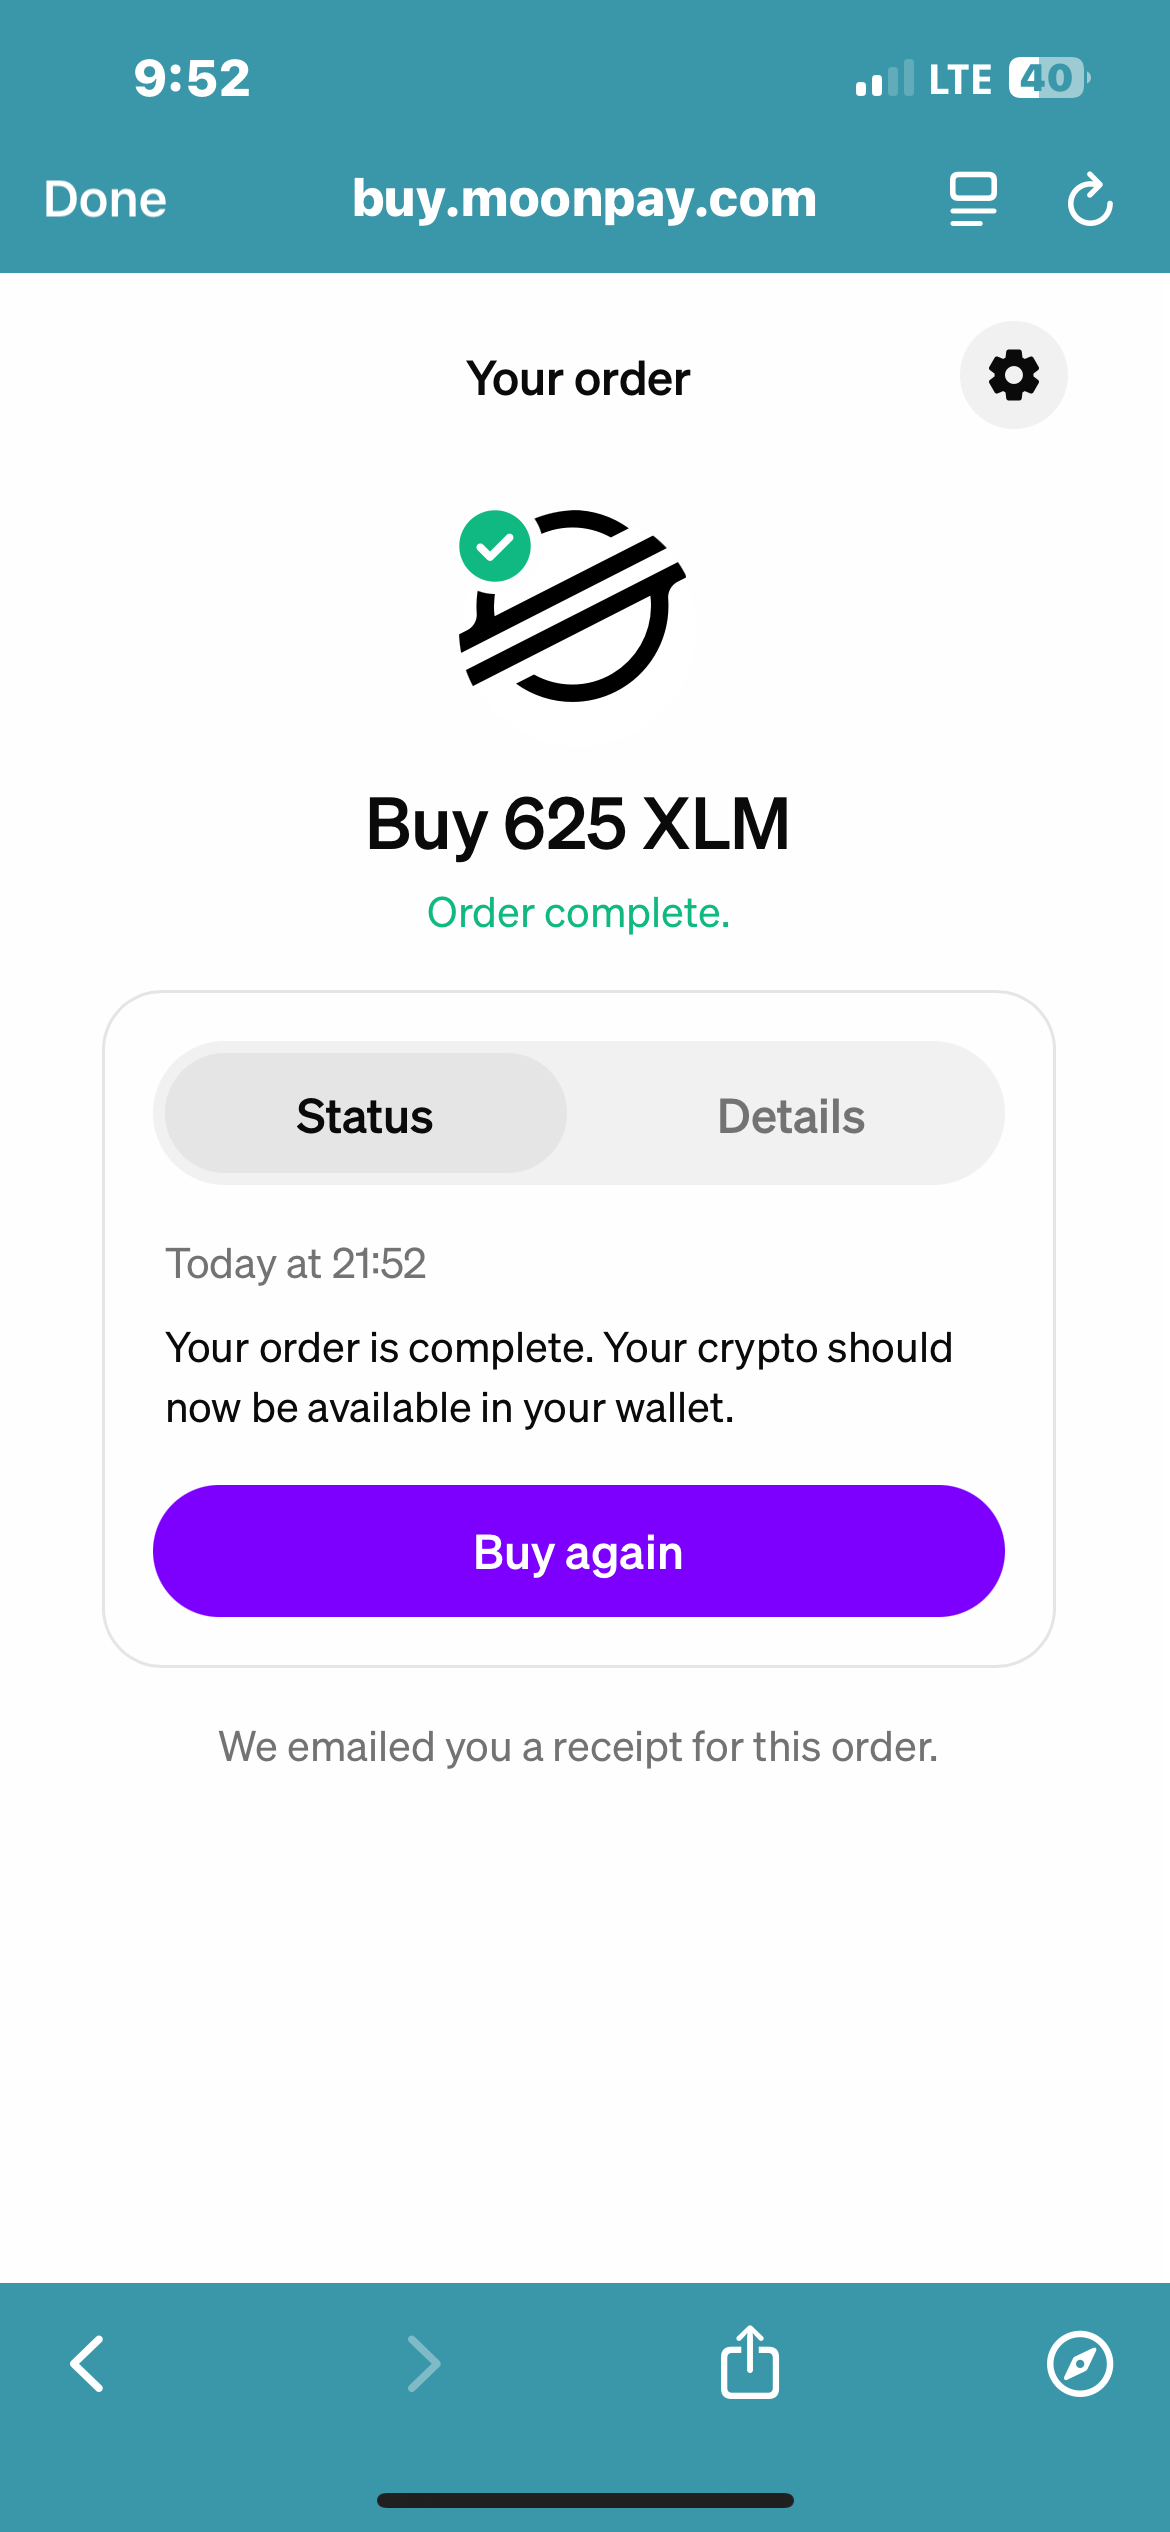 9:52
LTE
40
Done
buy.moonpay.com
Your order
Buy 625 XLM
Order complete.
Status
Details
Today at 21:52
Your order is complete. Your crypto should
now be available in your wallet.
Buy again
We emailed you a receipt for this order.